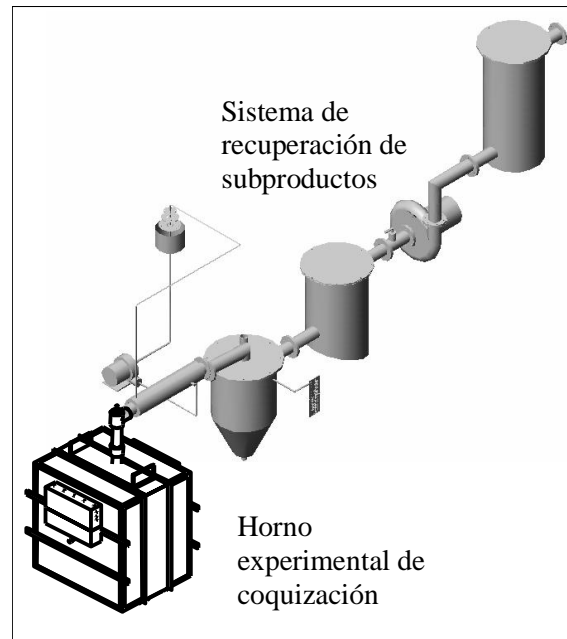 Sistema de
recuperación de
subproductos
Horno
experimental de
coquización